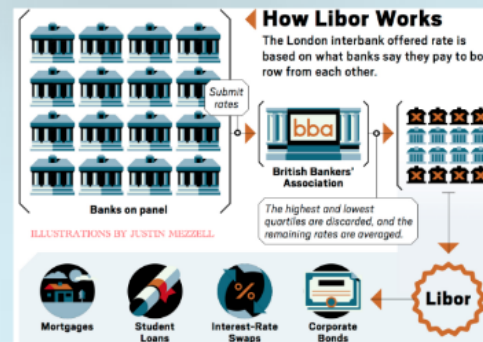 How Libor Works
The London interbank offered rate is
based on what banks say they pay to bo
row from each other.
Submit
rates
bba
British Bankers'
Association
Banks on panel
The highest and lowest
quartiles are discarded, and the
remaining rates are averaged.
ILLUSTRATIONS BY JUSTIN MEZZELL
Libor
Mortgages
Student
Loans
Interest-Rate
Swaps
Corporate
Bonds